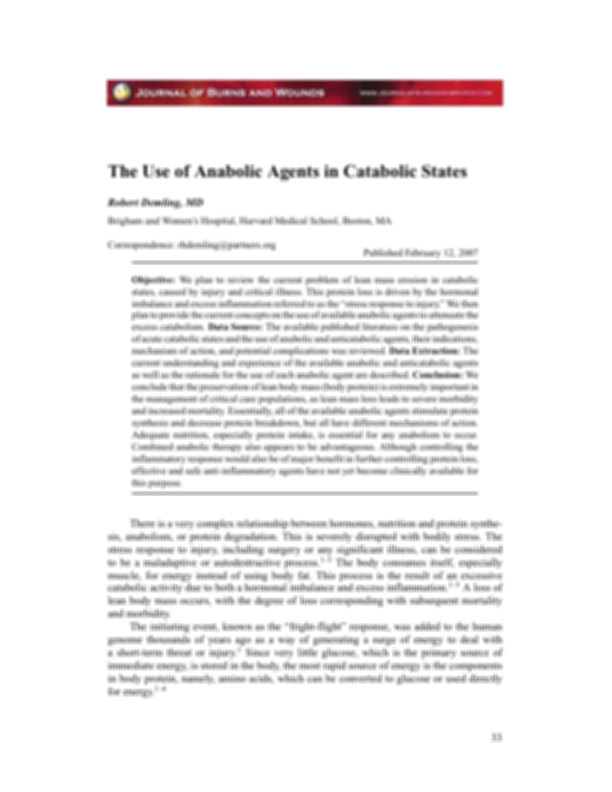 JOURNAL OF BURNS AND WOUNDS
The Use of Anabolic Agents in Catabolic States
Robert Demling, MD
Brigham and Women's Hospital, Harvard Medical School, Boston, MA
Correspondence: rhdemling@partners.org
Published February 12, 2007
Objective: We plan to review the current problem of lean mass erosion in catabolic
states, caused by injury and critical illness. This protein loss is driven by the hormonal
imbalance and excess inflammation referred to as the "stress response to injury." We then
plan to provide the current concepts on the use of available anabolic agents to attenuate the
excess catabolism. Data Source: The available published literature on the pathogenesis
of acute catabolic states and the use of anabolic and anticatabolic agents, their indications,
mechanism of action, and potential complications was reviewed. Data Extraction: The
current understanding and experience of the available anabolic and anticatabolic agents
as well as the rationale for the use of each anabolic agent are described. Conclusion: We
conclude that the preservation of lean body mass (body protein) is extremely important in
the management of critical care populations, as lean mass loss leads to severe morbidity
and increased mortality. Essentially, all of the available anabolic agents stimulate protein
synthesis and decrease protein breakdown, but all have different mechanisms of action.
Adequate nutrition, especially protein intake, is essential for any anabolism to occur.
Combined anabolic therapy also appears to be advantageous. Although controlling the
inflammatory response would also be of major benefit in further controlling protein loss,
effective and safe anti-inflammatory agents have not yet become clinically available for
this purpose.
There is a very complex relationship between hormones, nutrition and protein synthe-
sis, anabolism, or protein degradation. This is severely disrupted with bodily stress. The
stress response to injury, including surgery or any significant illness, can be considered
to be a maladaptive or autodestructive process. The body consumes itself, especially
muscle, for energy instead of using body fat. This process is the result of an excessive
catabolic activity due to both a hormonal imbalance and excess inflammation. A loss of
lean body mass occurs, with the degree of loss corresponding with subsequent mortality
and morbidity.
The initiating event, known as the "fright-flight" response, was added to the human
genome thousands of years ago as a way of generating a surge of energy to deal with
a short-term threat or injury. Since very little glucose, which is the primary source of
immediate energy, is stored in the body, the most rapid source of energy is the components
in body protein, namely, amino acids, which can be converted to glucose or used directly
for energy.
33